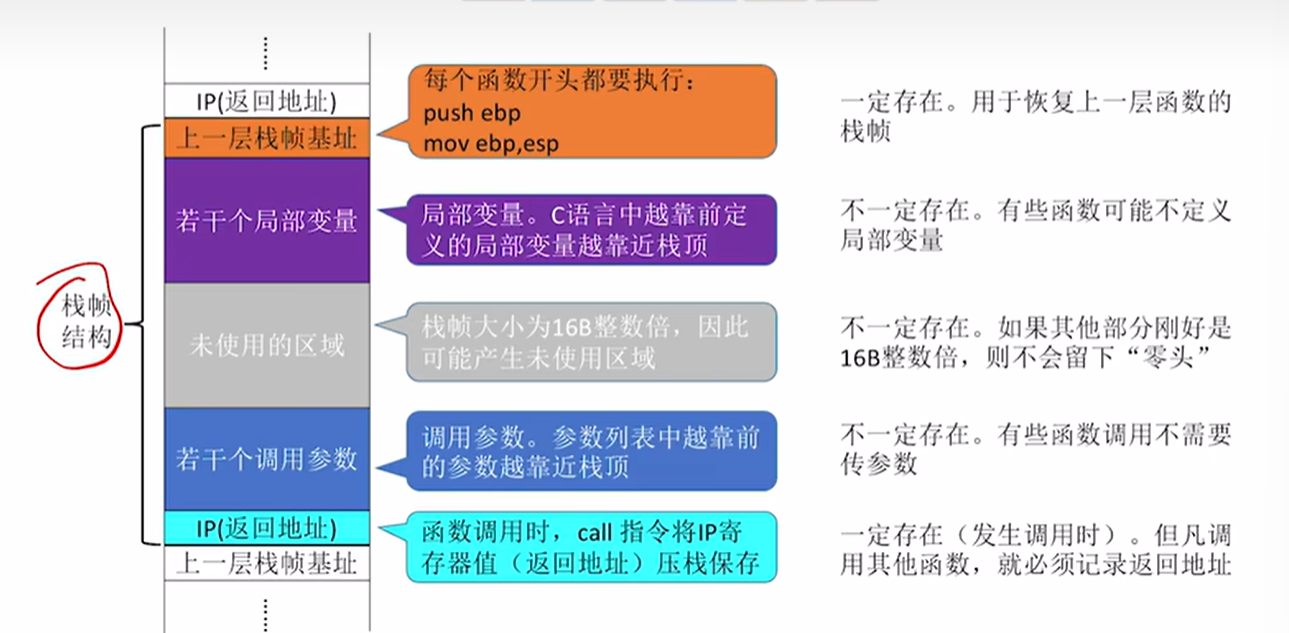 IP(返回地址)
上一层栈帧基址
若干个局部变量
未使用的区域
若干个调用参数
IP(返回地址)
上一层栈帧基址
栈帧
结构
每个函数开头都要执行：
push ebp
mov ebp,esp
局部变量。C语言中越靠前定
义的局部变量越靠近栈顶
栈帧大小为16B整数倍，因此
可能产生未使用区域
调用参数。参数列表中越靠前
的参数越靠近栈顶
函数调用时，call 指令将IP寄
存器值（返回地址）压栈保存
一定存在。用于恢复上一层函数的
栈帧
不一定存在。有些函数可能不定义
局部变量
不一定存在。如果其他部分刚好是
16B整数倍，则不会留下“零头”
不一定存在。有些函数调用不需要
传参数
一定存在（发生调用时）。但凡调
用其他函数，就必须记录返回地址